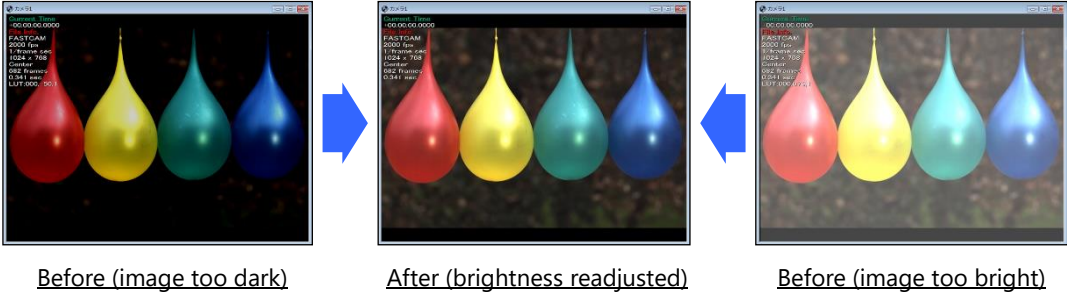 カメラ1
Current Time
-00:00:00.0000
File Info.
FASTCAM
2000 fps
1/frame sec
1024 x 768
Center
682 frames
0.341 sec
カメラ1
Current Time
-00:00:00.0000
File Info.
FASTCAM
2000 fps
1/frame sec
1024 x 768
Center
682 frames
0.341 sec
カメラ1
Current Time
-00:00:00.0000
File Info.
FASTCAM
2000 fps
1/frame sec
1024 x 768
Center
682 frames
0.341 sec
Before (image too dark)
After (brightness readjusted)
Before (image too bright)